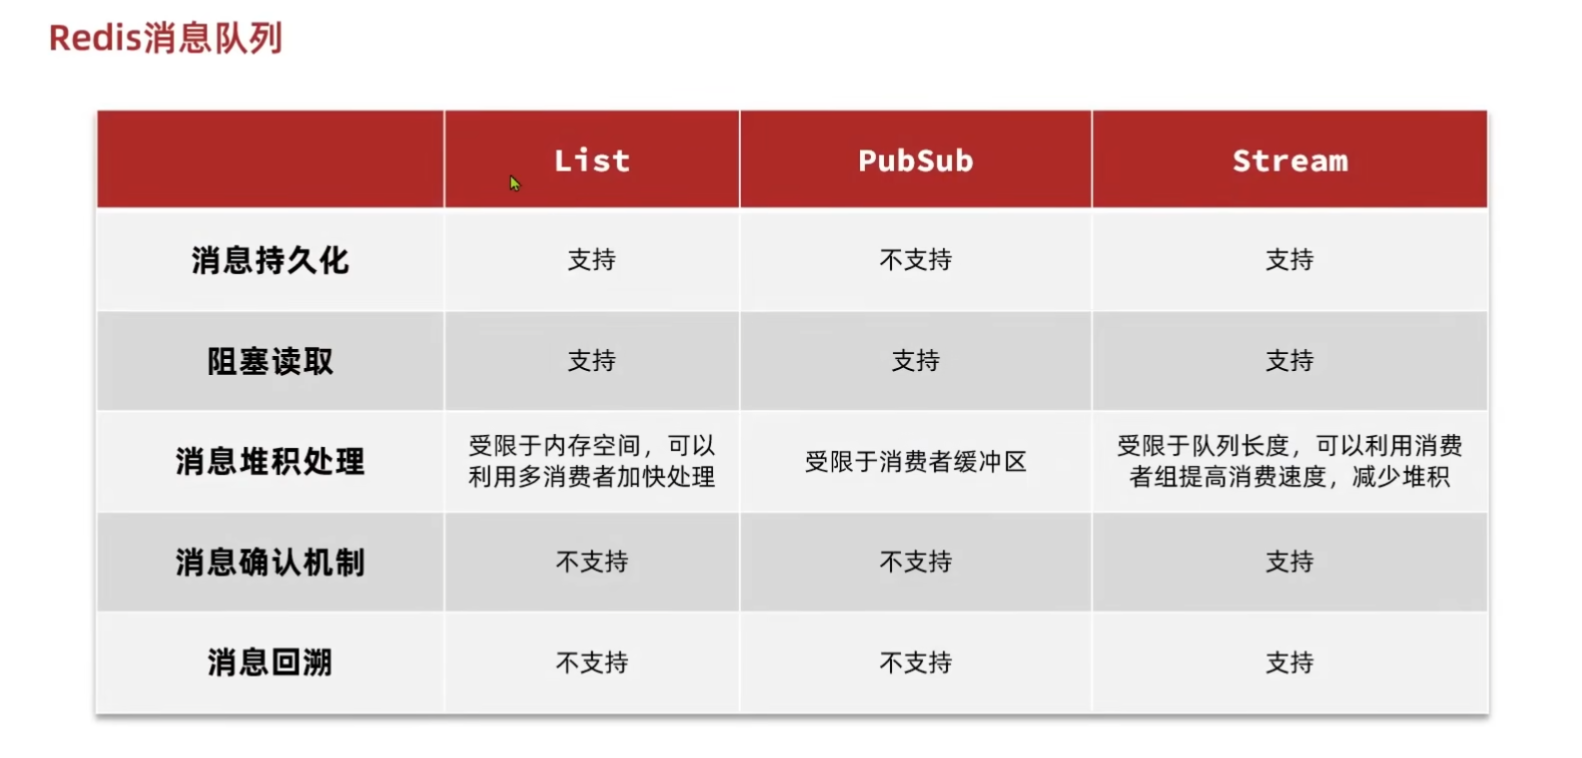 Redis消息队列
List PubSub Stream
消息持久化 支持 不支持 支持
阻塞读取 支持 支持 支持
消息堆积处理 受限于内存空间，可以 利用多消费者加快处理 受限于消费者缓冲区 受限于队列长度，可以利用消费 者组提高消费速度，减少堆积
消息确认机制 不支持 不支持 支持
消息回溯 不支持 不支持 支持